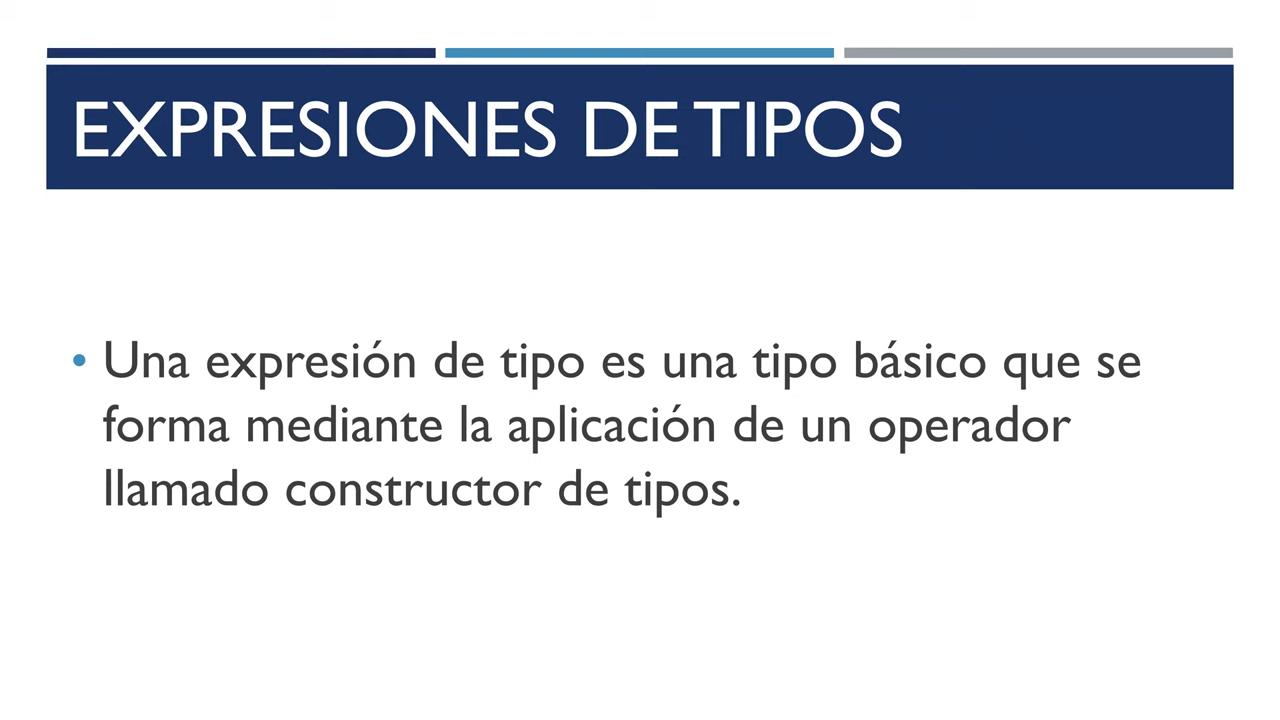 EXPRESIONES DE TIPOS
• Una expresión de tipo es una tipo básico que se
forma mediante la aplicación de un operador
llamado constructor de tipos.